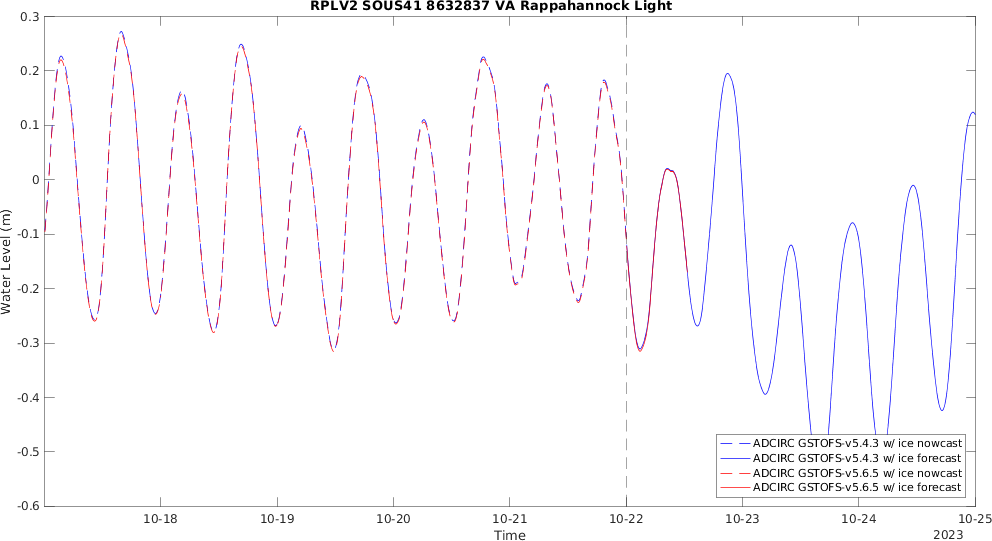 RPLV2 SOUS41 8632837 VA Rappahannock Light
0.3
0.2
0.1
0
-0.1
-0.2
-0.3
-0.4
-0.5
-0.6
Water Level (m)
ADCIRC GSTOFS-v5.4.3 w/ ice nowcast
ADCIRC GSTOFS-v5.4.3 w/ ice forecast
ADCIRC GSTOFS-v5.6.5 w/ ice nowcast
ADCIRC GSTOFS-v5.6.5 w/ ice forecast
10-18 10-19 10-20 10-21 10-22 10-23 10-24 10-25
Time
2023